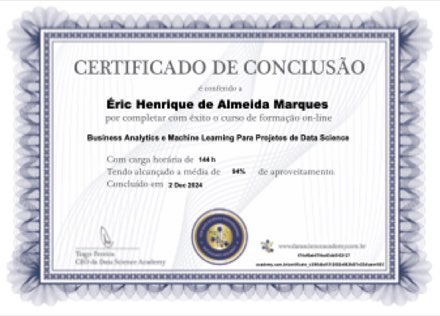 CERTIFICADO DE CONCLUSÃO
é conferido a
Éric Henrique de Almeida Marques
por completar com êxito o curso de formação on-line
Business Analytics e Machine Learning Para Projetos de Data Science
Com carga horária de 144 h
Tendo alcançado a média de 94% de aproveitamento.
Concluído em 2 Dec 2024
www.datascienceacademy.com.br
CEO da Data Science Academy